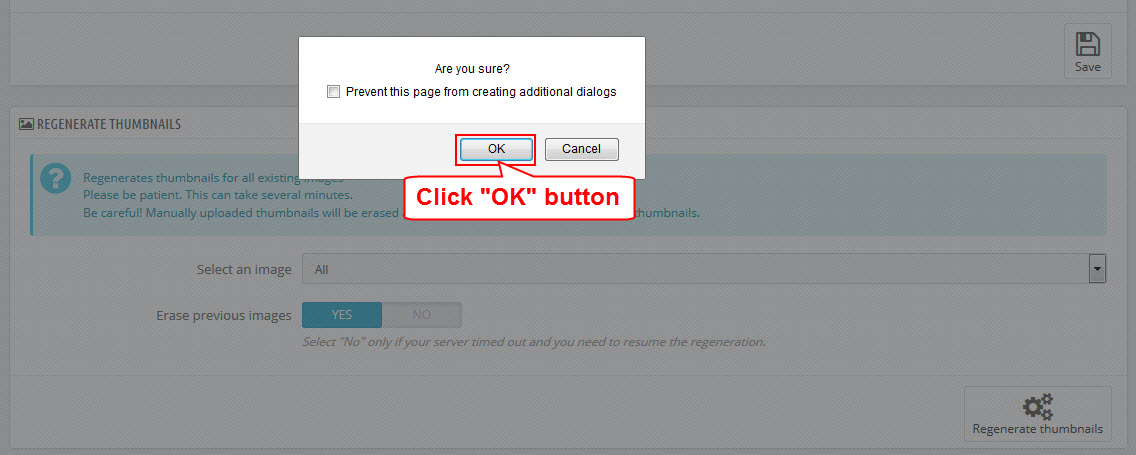 Save
Are you sure?
Prevent this page from creating additional dialogs
OK
Cancel
Click "OK" button
REGENERATE THUMBNAILS
?
Regenerates thumbnails for all existing images
Please be patient. This can take several minutes.
Be careful! Manually uploaded thumbnails will be erased thumbnails.
Select an image
All
Erase previous images
YES
NO
Select "No" only if your server timed out and you need to resume the regeneration.
Regenerate thumbnails